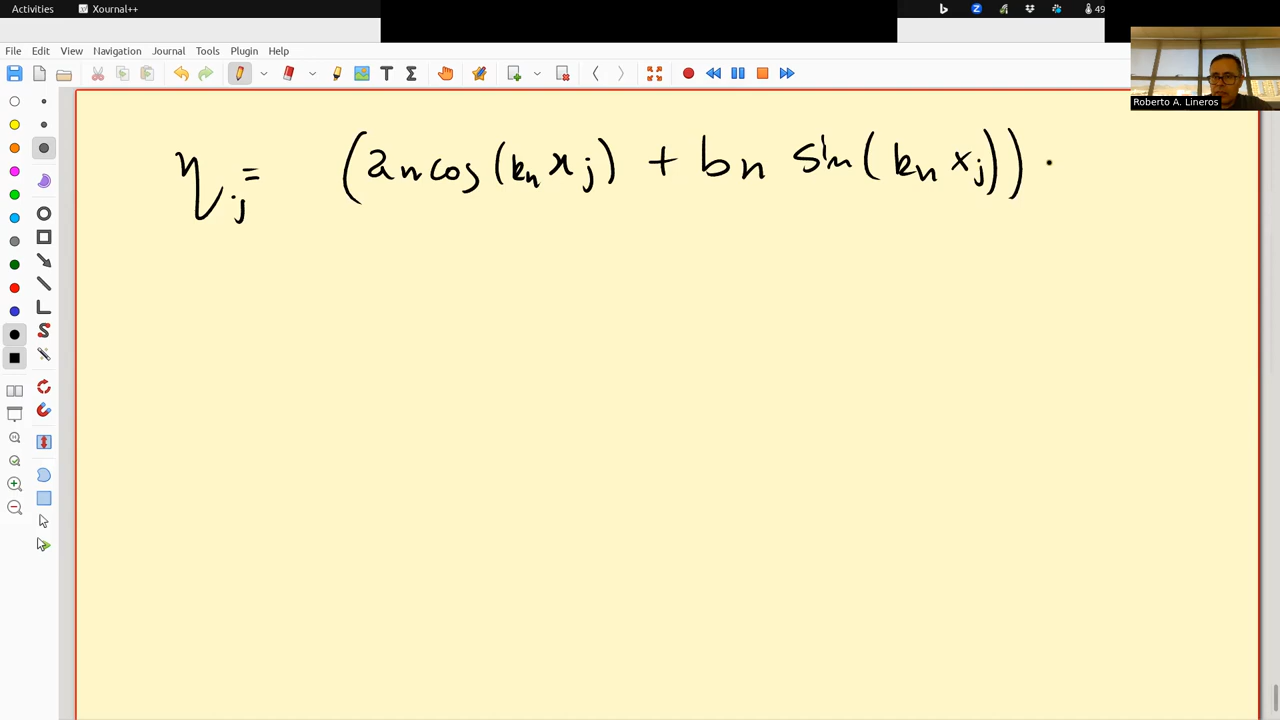 Activities Xournal++ 49
File Edit View Navigation Journal Tools Plugin Help
Roberto A. Lineros
η_j = (a_n cos(k_n x_j) + b_n sin(k_n x_j)) ·